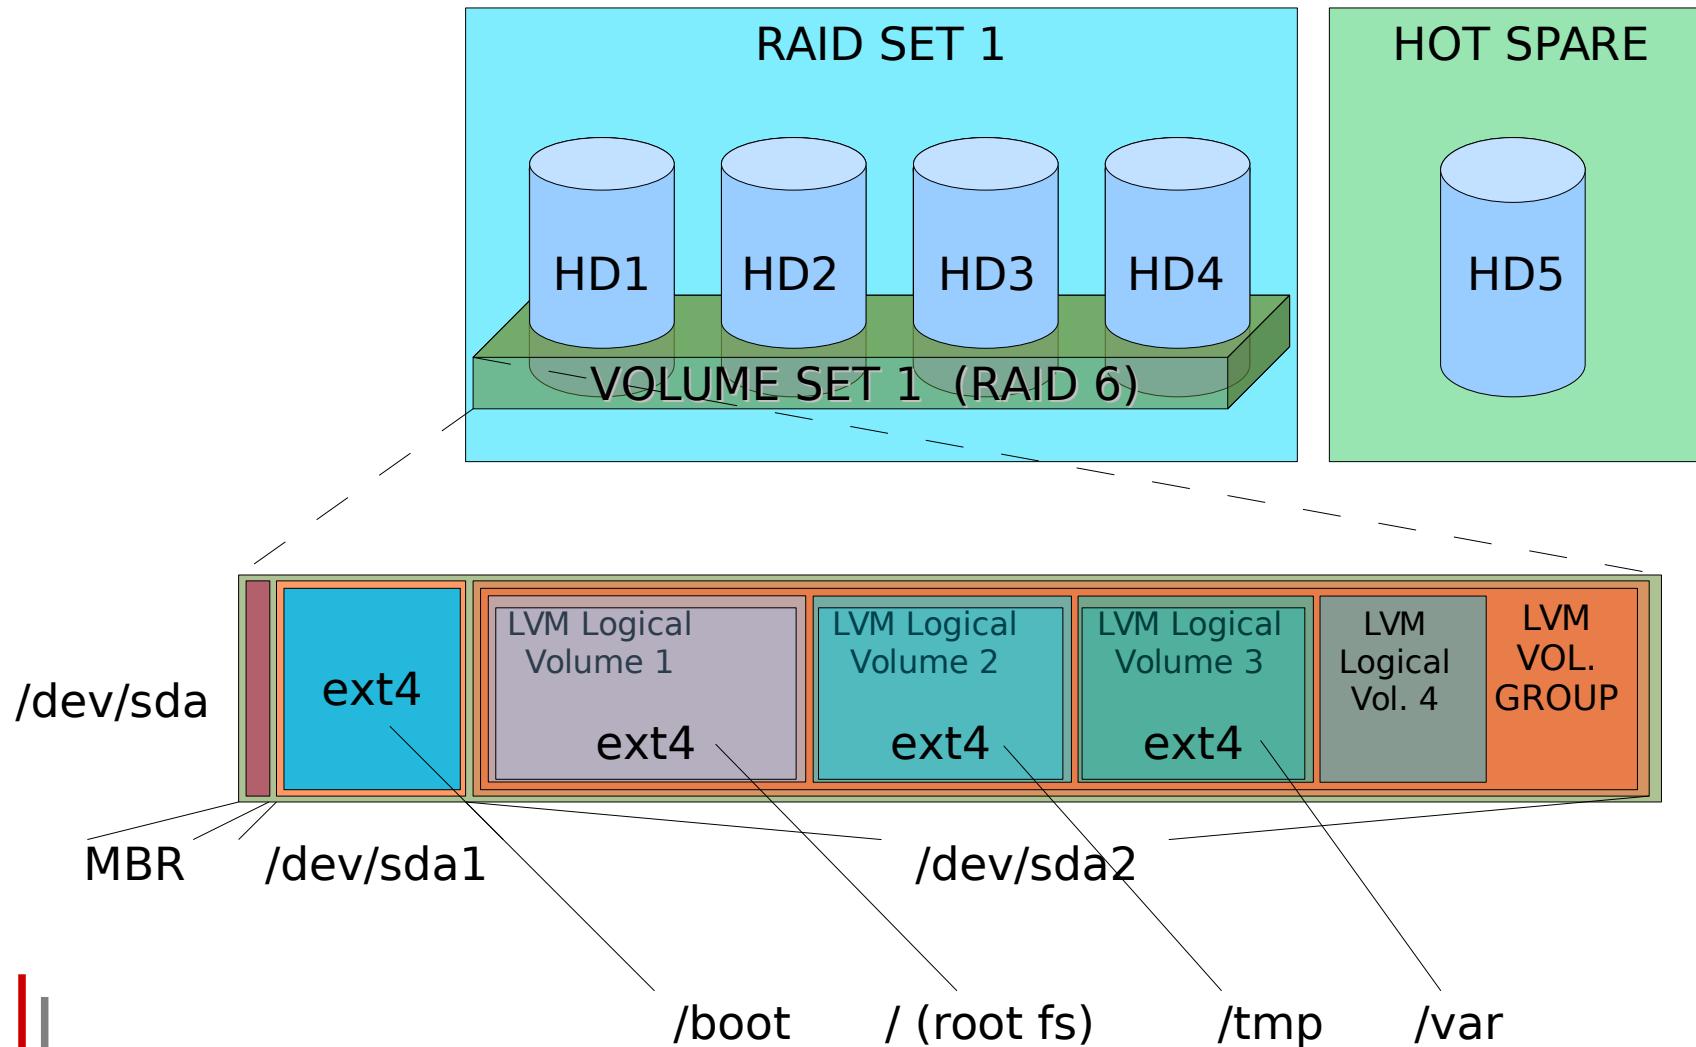 RAID SET 1
HOT SPARE
HD1
HD2
HD3
HD4
HD5
VOLUME SET 1  (RAID 6)
/dev/sda
ext4
LVM Logical
Volume 1
ext4
LVM Logical
Volume 2
ext4
LVM Logical
Volume 3
ext4
LVM
Logical
Vol. 4
LVM
VOL.
GROUP
MBR
/dev/sda1
/dev/sda2
/boot
/ (root fs)
/tmp
/var